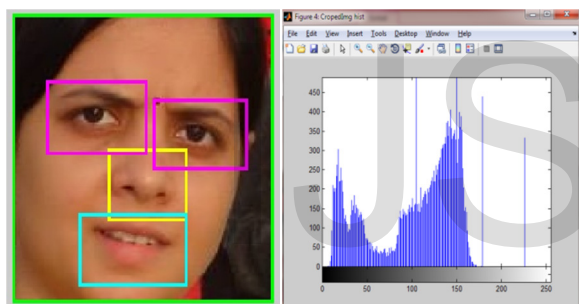 Figure 4: CropedImg hist
File Edit View Insert Tools Desktop Window Help
450
400
350
300
250
200
150
100
50
0
0 50 100 150 200 250
JS